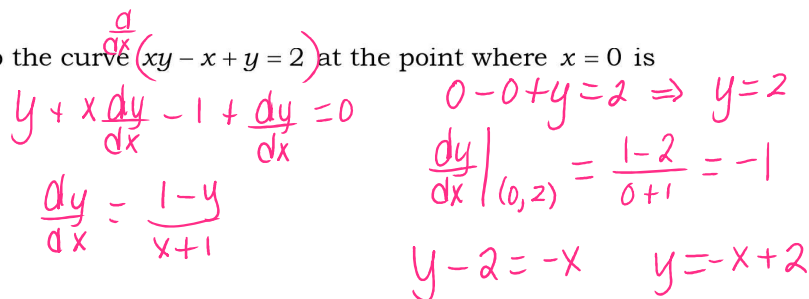 d/dx
the curve (xy − x + y = 2) at the point where x = 0 is
y + x dy/dx − 1 + dy/dx = 0
0 − 0 + y = 2 ⇒ y = 2
dy/dx = (1 − y)/(x + 1)
dy/dx |(0,2) = (1 − 2)/(0 + 1) = −1
y − 2 = −x    y = −x + 2